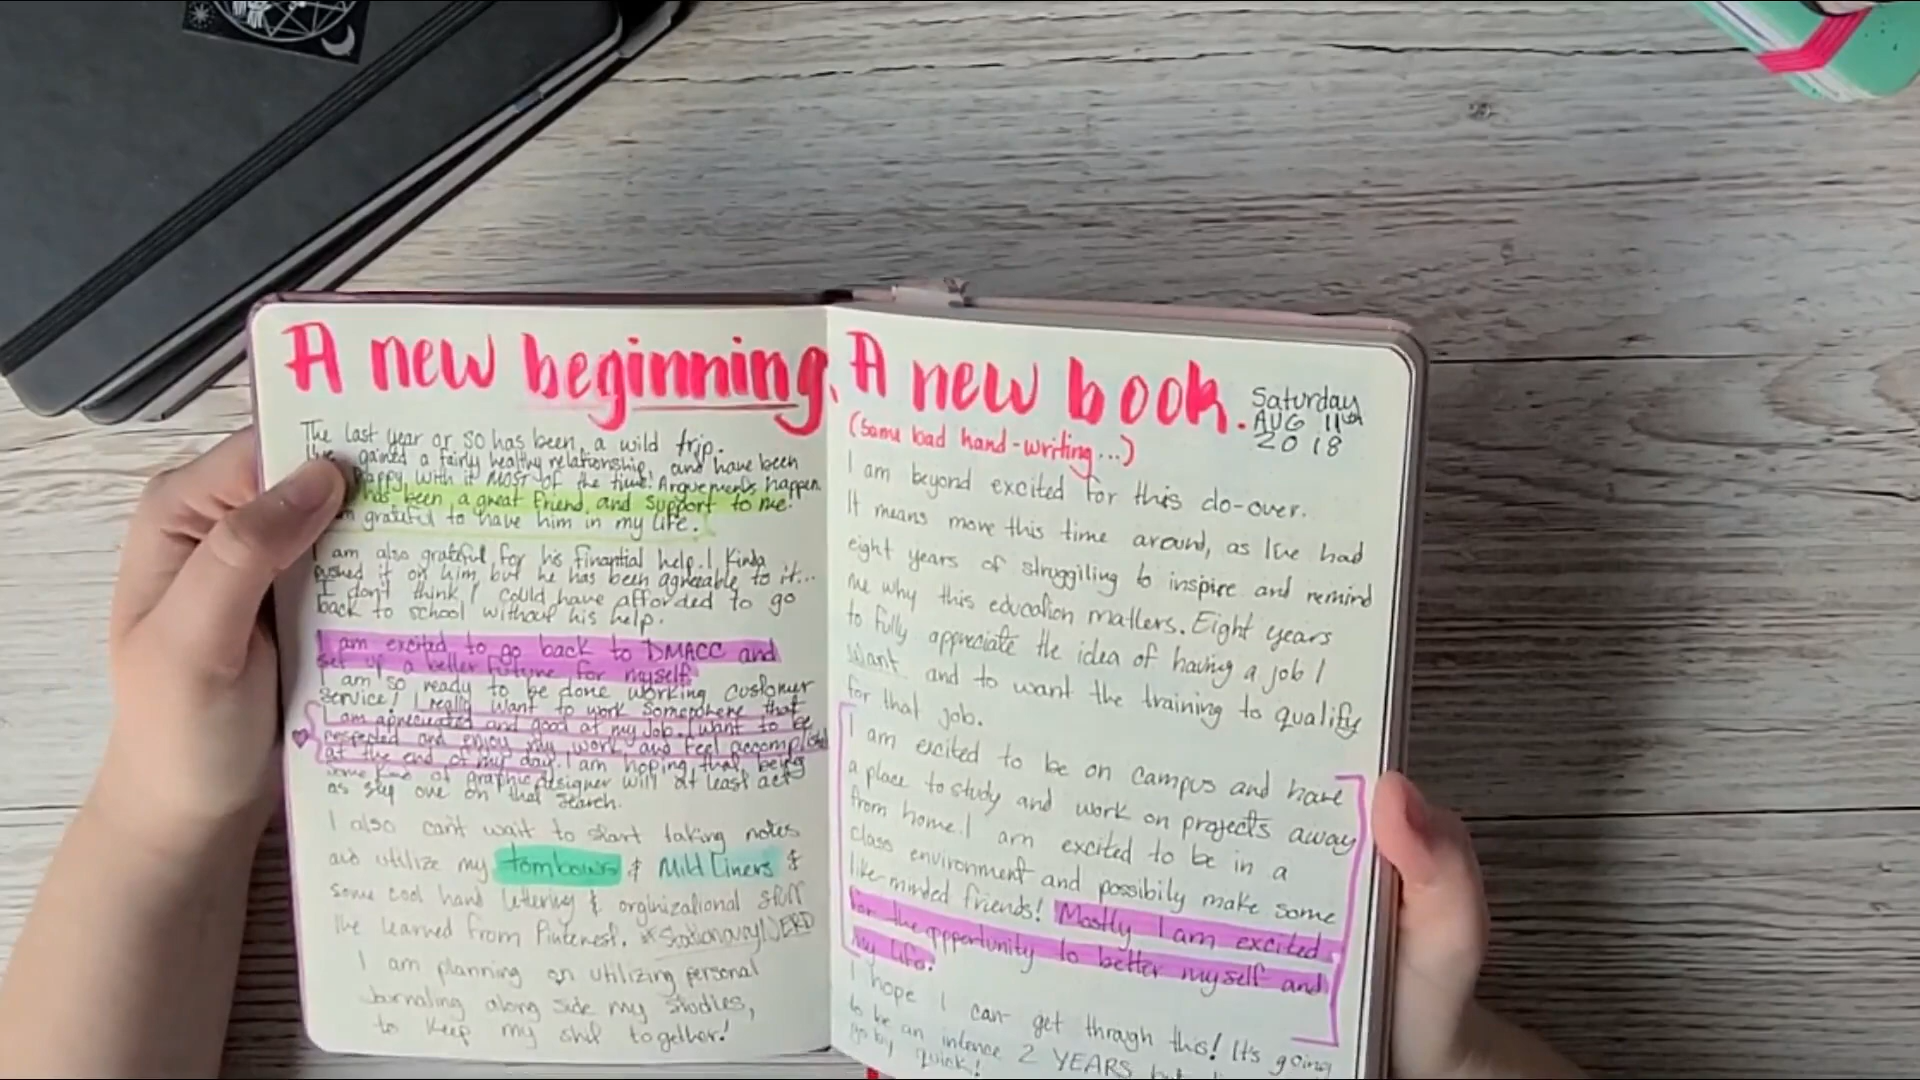 A new beginning.
The last year or so has been a wild trip.
I've gained a fairly healthy relationship, and have been
happy with it MOST of the time! Arguements happen
has been a great friend and support to me.
grateful to have him in my life.
I am also grateful for his finantial help. I kinda
pushed it on him, but he has been agreeable to it...
I don't think I could have afforded to go
back to school without his help.
I am excited to go back to DMACC and
set up a better future for myself.
I am so ready to be done working customer
service! I really want to work somewhere that
I am apreceated and good at my job. I want to be
respected and enjoy my work and feel accomplished
at the end of my day. I am hoping that being
some kind of graphic designer will at least act
as step one on that search.
I also can't wait to start taking notes
and utilize my tombows & MildLiners &
some cool hand lettering & orginizational stuff
I've learned from Pinterest. #StationaryNERD
I am planning on utilizing personal
Journaling along side my studies,
to keep my shit together!
A new book.
Saturday
AUG 11th
2018
(Same bad hand-writing...)
I am beyond excited for this do-over.
It means more this time around, as I've had
eight years of struggiling to inspire and remind
me why this education matters. Eight years
to fully appreciate the idea of having a job I
want and to want the training to qualify
for that job.
I am excited to be on campus and have
a place to study and work on projects away
from home. I am excited to be in a
class environment and possibily make some
like-minded friends! Mostly I am excited
for the opportunity to better myself and
my life.
I hope I can get through this! It's going
to be an intence 2 YEARS but
go by quick!